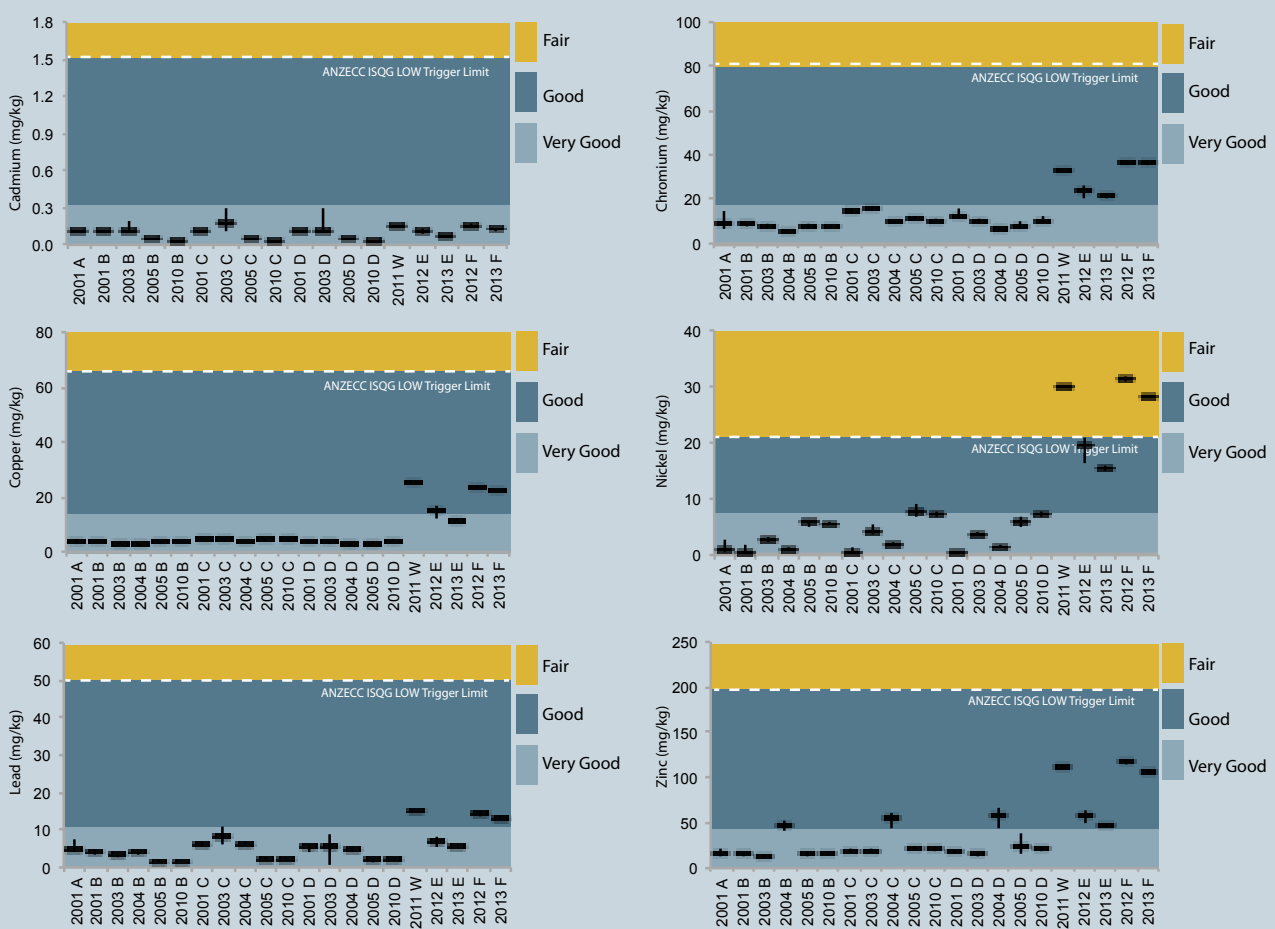 Cadmium (mg/kg)
1.8
1.5
1.2
0.9
0.6
0.3
0.0
ANZECC ISQG LOW Trigger Limit
Fair
Good
Very Good
2001 A
2001 B
2003 B
2005 B
2010 B
2001 C
2003 C
2005 C
2010 C
2001 D
2003 D
2005 D
2010 D
2011 W
2012 E
2013 E
2012 F
2013 F
Chromium (mg/kg)
100
80
60
40
20
0
ANZECC ISQG LOW Trigger Limit
Fair
Good
Very Good
2001 A
2001 B
2003 B
2004 B
2005 B
2010 B
2001 C
2003 C
2004 C
2005 C
2010 C
2001 D
2003 D
2004 D
2005 D
2010 D
2011 W
2012 E
2013 E
2012 F
2013 F
Copper (mg/kg)
80
60
40
20
0
ANZECC ISQG LOW Trigger Limit
Fair
Good
Very Good
2001 A
2001 B
2003 B
2004 B
2005 B
2010 B
2001 C
2003 C
2004 C
2005 C
2010 C
2001 D
2003 D
2004 D
2005 D
2010 D
2011 W
2012 E
2013 E
2012 F
2013 F
Nickel (mg/kg)
40
30
20
10
0
ANZECC ISQG LOW Trigger Limit
Fair
Good
Very Good
2001 A
2001 B
2003 B
2004 B
2005 B
2010 B
2001 C
2003 C
2004 C
2005 C
2010 C
2001 D
2003 D
2004 D
2005 D
2010 D
2011 W
2012 E
2013 E
2012 F
2013 F
Lead (mg/kg)
60
50
40
30
20
10
0
ANZECC ISQG LOW Trigger Limit
Fair
Good
Very Good
2001 A
2001 B
2003 B
2004 B
2005 B
2010 B
2001 C
2003 C
2004 C
2005 C
2010 C
2001 D
2003 D
2004 D
2005 D
2010 D
2011 W
2012 E
2013 E
2012 F
2013 F
Zinc (mg/kg)
250
200
150
100
50
0
ANZECC ISQG LOW Trigger Limit
Fair
Good
Very Good
2001 A
2001 B
2003 B
2004 B
2005 B
2010 B
2001 C
2003 C
2004 C
2005 C
2010 C
2001 D
2003 D
2004 D
2005 D
2010 D
2011 W
2012 E
2013 E
2012 F
2013 F